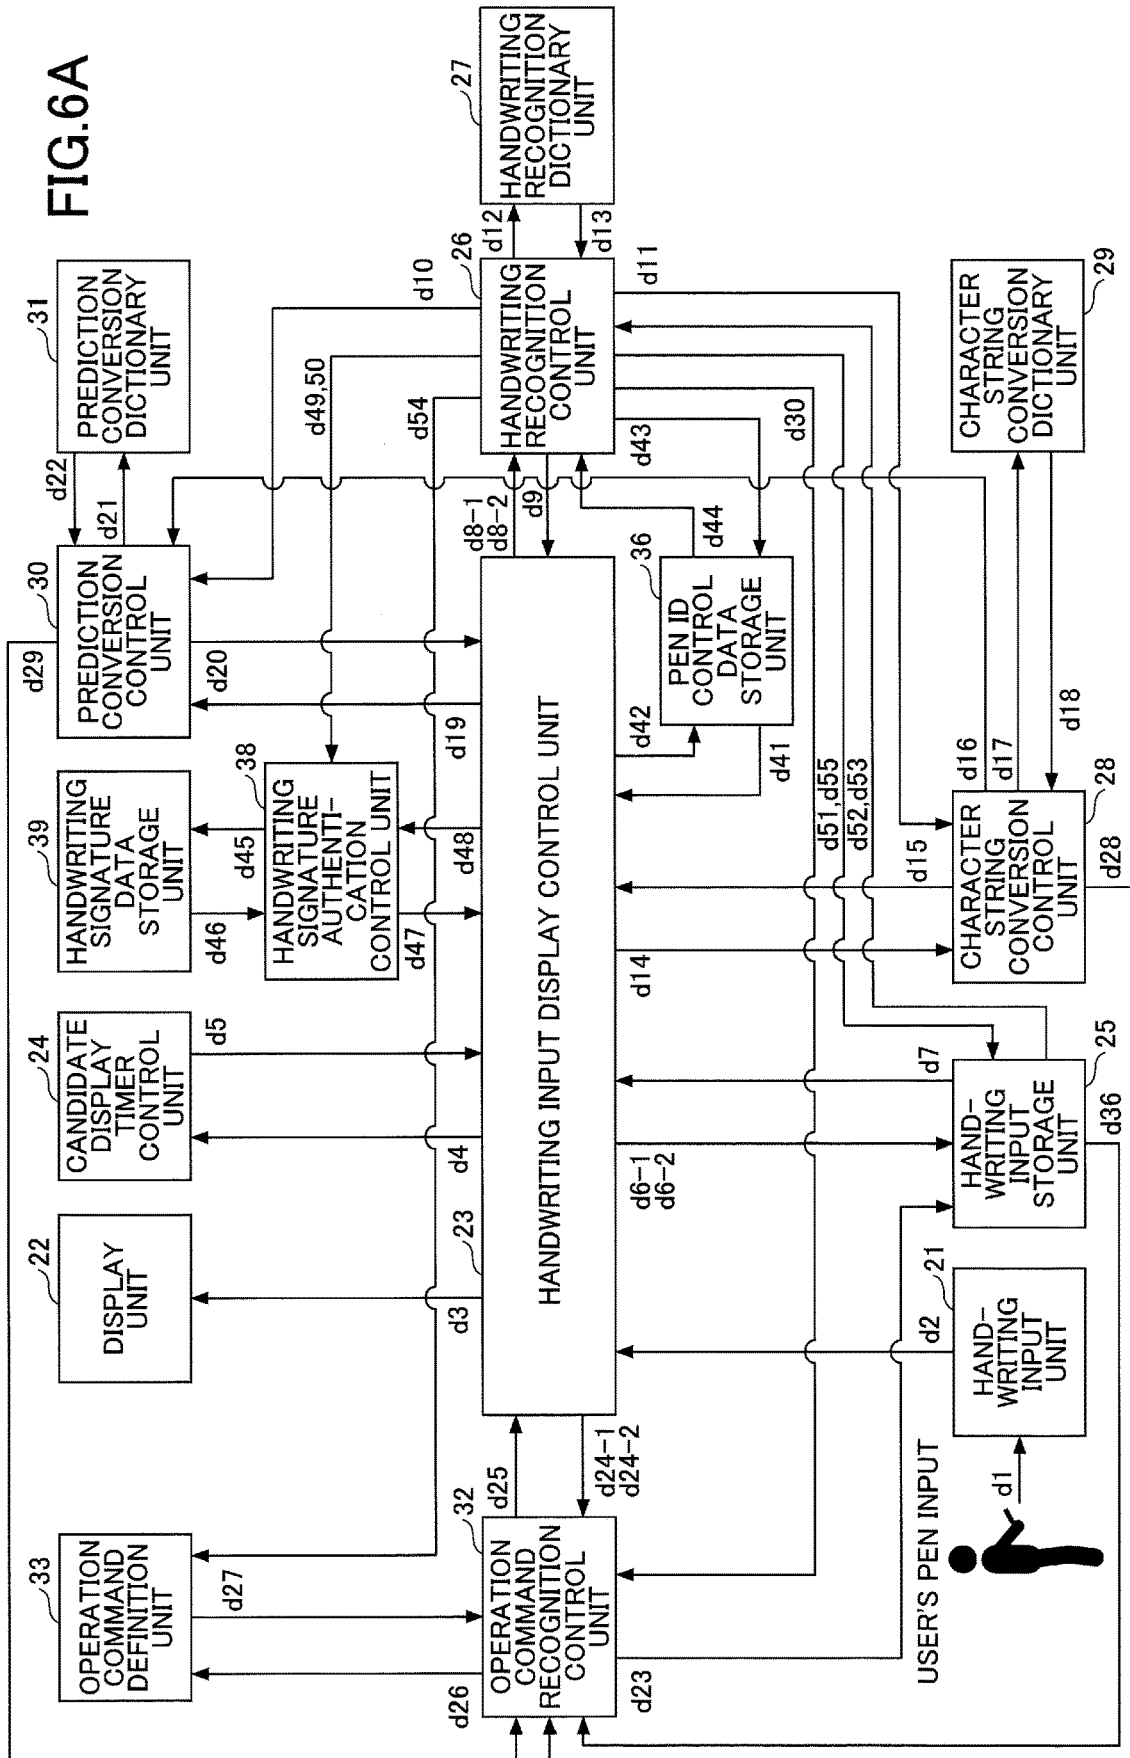 FIG.6A
33
OPERATION
COMMAND
DEFINITION
UNIT
22
DISPLAY
UNIT
24
CANDIDATE
DISPLAY
TIMER
CONTROL
UNIT
39
HANDWRITING
SIGNATURE
DATA
STORAGE
UNIT
30
PREDICTION
CONVERSION
CONTROL
UNIT
31
PREDICTION
CONVERSION
DICTIONARY
UNIT
d29
d22
d21
d27
d5
d46
d45
38
HANDWRITING
SIGNATURE
AUTHENTI-
CATION
CONTROL UNIT
d20
d49,50
d10
d26
d3
d4
d47
d48
d19
d54
32
OPERATION
COMMAND
RECOGNITION
CONTROL
UNIT
d25
d24-1
d24-2
23
HANDWRITING INPUT DISPLAY CONTROL UNIT
d8-1
d8-2
d9
26
HANDWRITING
RECOGNITION
CONTROL
UNIT
d12
d13
27
HANDWRITING
RECOGNITION
DICTIONARY
UNIT
d23
d6-1
d6-2
d14
d42
d41
36
PEN ID
CONTROL
DATA
STORAGE
UNIT
d44
d43
d11
d30
d51,d55
d52,d53
USER'S PEN INPUT
d1
d2
21
HAND-
WRITING
INPUT
UNIT
d7
HAND-
WRITING
INPUT
STORAGE
UNIT
25
d36
d15
d16
d17
d18
CHARACTER
STRING
CONVERSION
CONTROL
UNIT
28
d28
CHARACTER
STRING
CONVERSION
DICTIONARY
UNIT
29